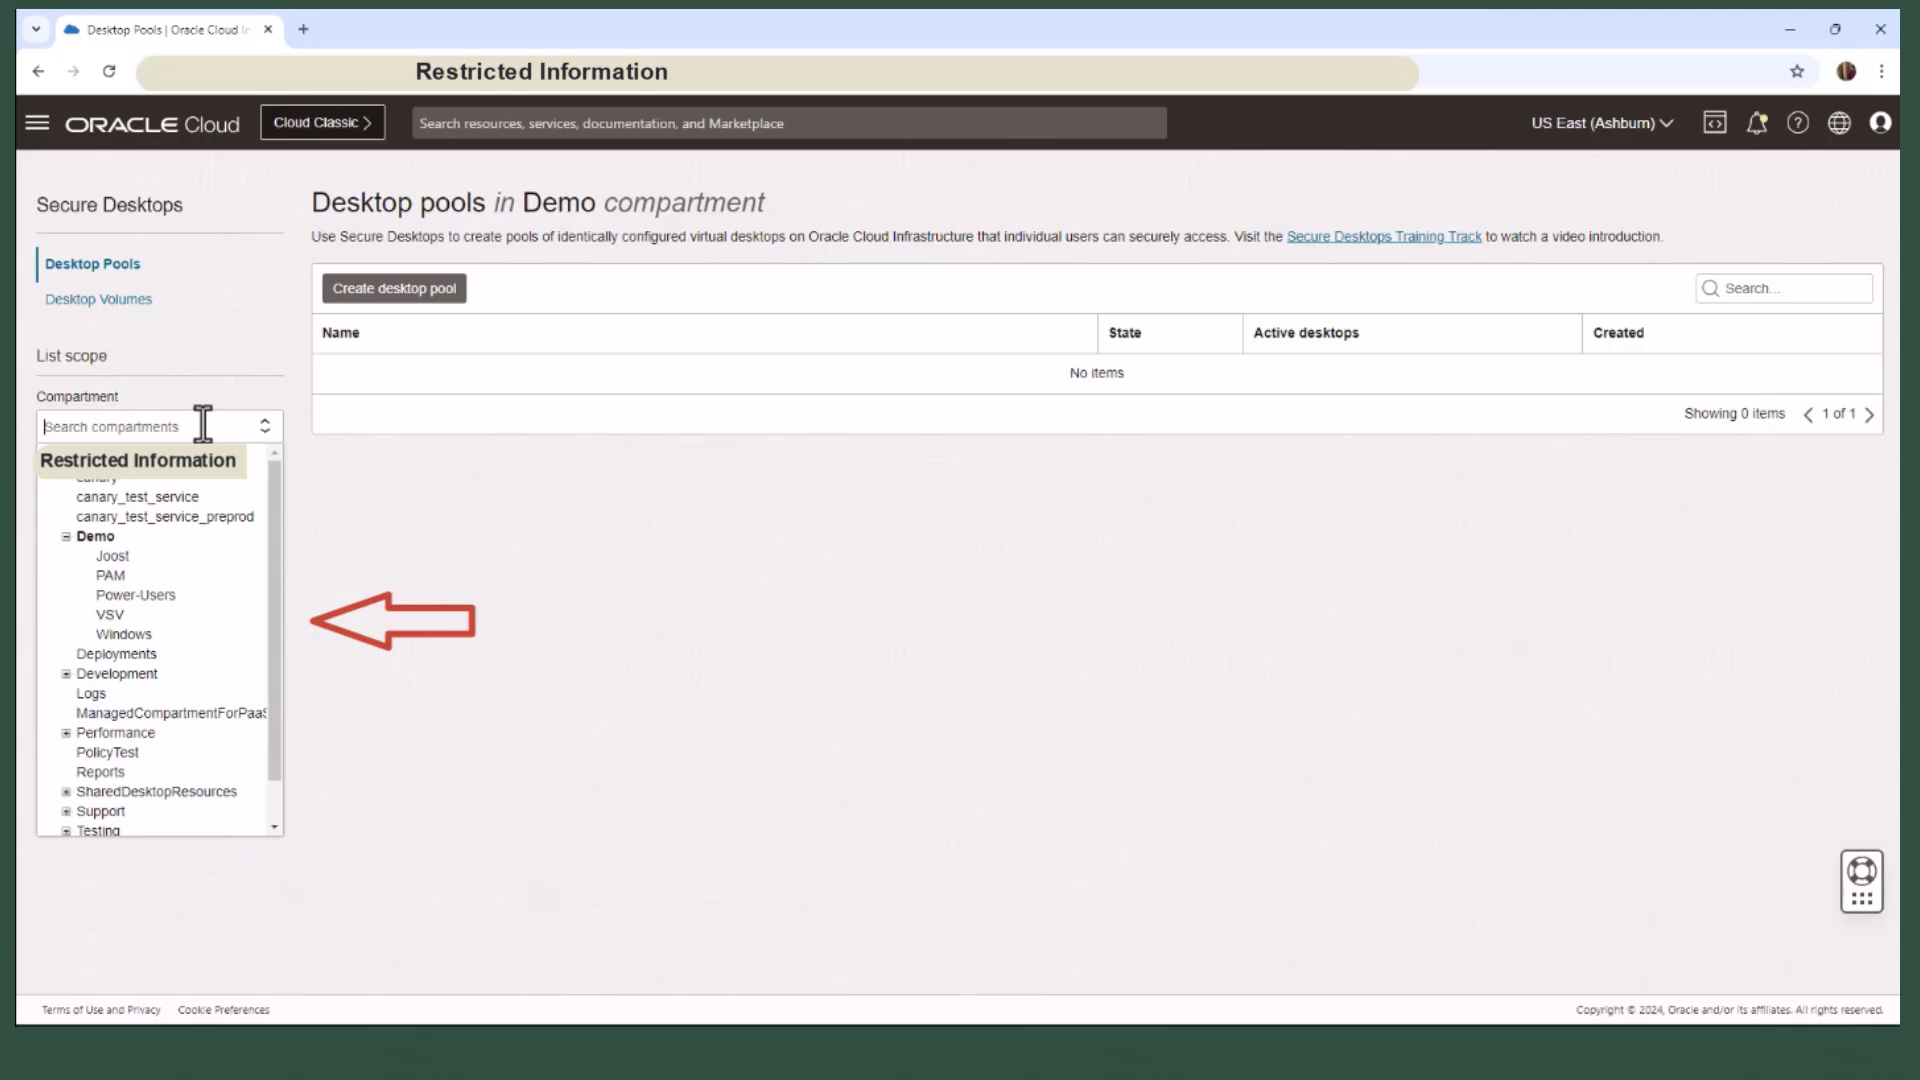 Desktop Pools | Oracle Cloud In
Restricted Information
ORACLE Cloud
Cloud Classic
Search resources, services, documentation, and Marketplace
US East (Ashburn)
Secure Desktops
Desktop Pools
Desktop Volumes
List scope
Compartment
Search compartments
Restricted Information
canary
canary_test_service
canary_test_service_preprod
Demo
Joost
PAM
Power-Users
VSV
Windows
Deployments
Development
Logs
ManagedCompartmentForPaaS
Performance
PolicyTest
Reports
SharedDesktopResources
Support
Testing
Desktop pools in Demo compartment
Use Secure Desktops to create pools of identically configured virtual desktops on Oracle Cloud Infrastructure that individual users can securely access. Visit the Secure Desktops Training Track to watch a video introduction.
Create desktop pool
Search...
Name State Active desktops Created
No items
Showing 0 items 1 of 1
Terms of Use and Privacy Cookie Preferences
Copyright © 2024, Oracle and/or its affiliates. All rights reserved.